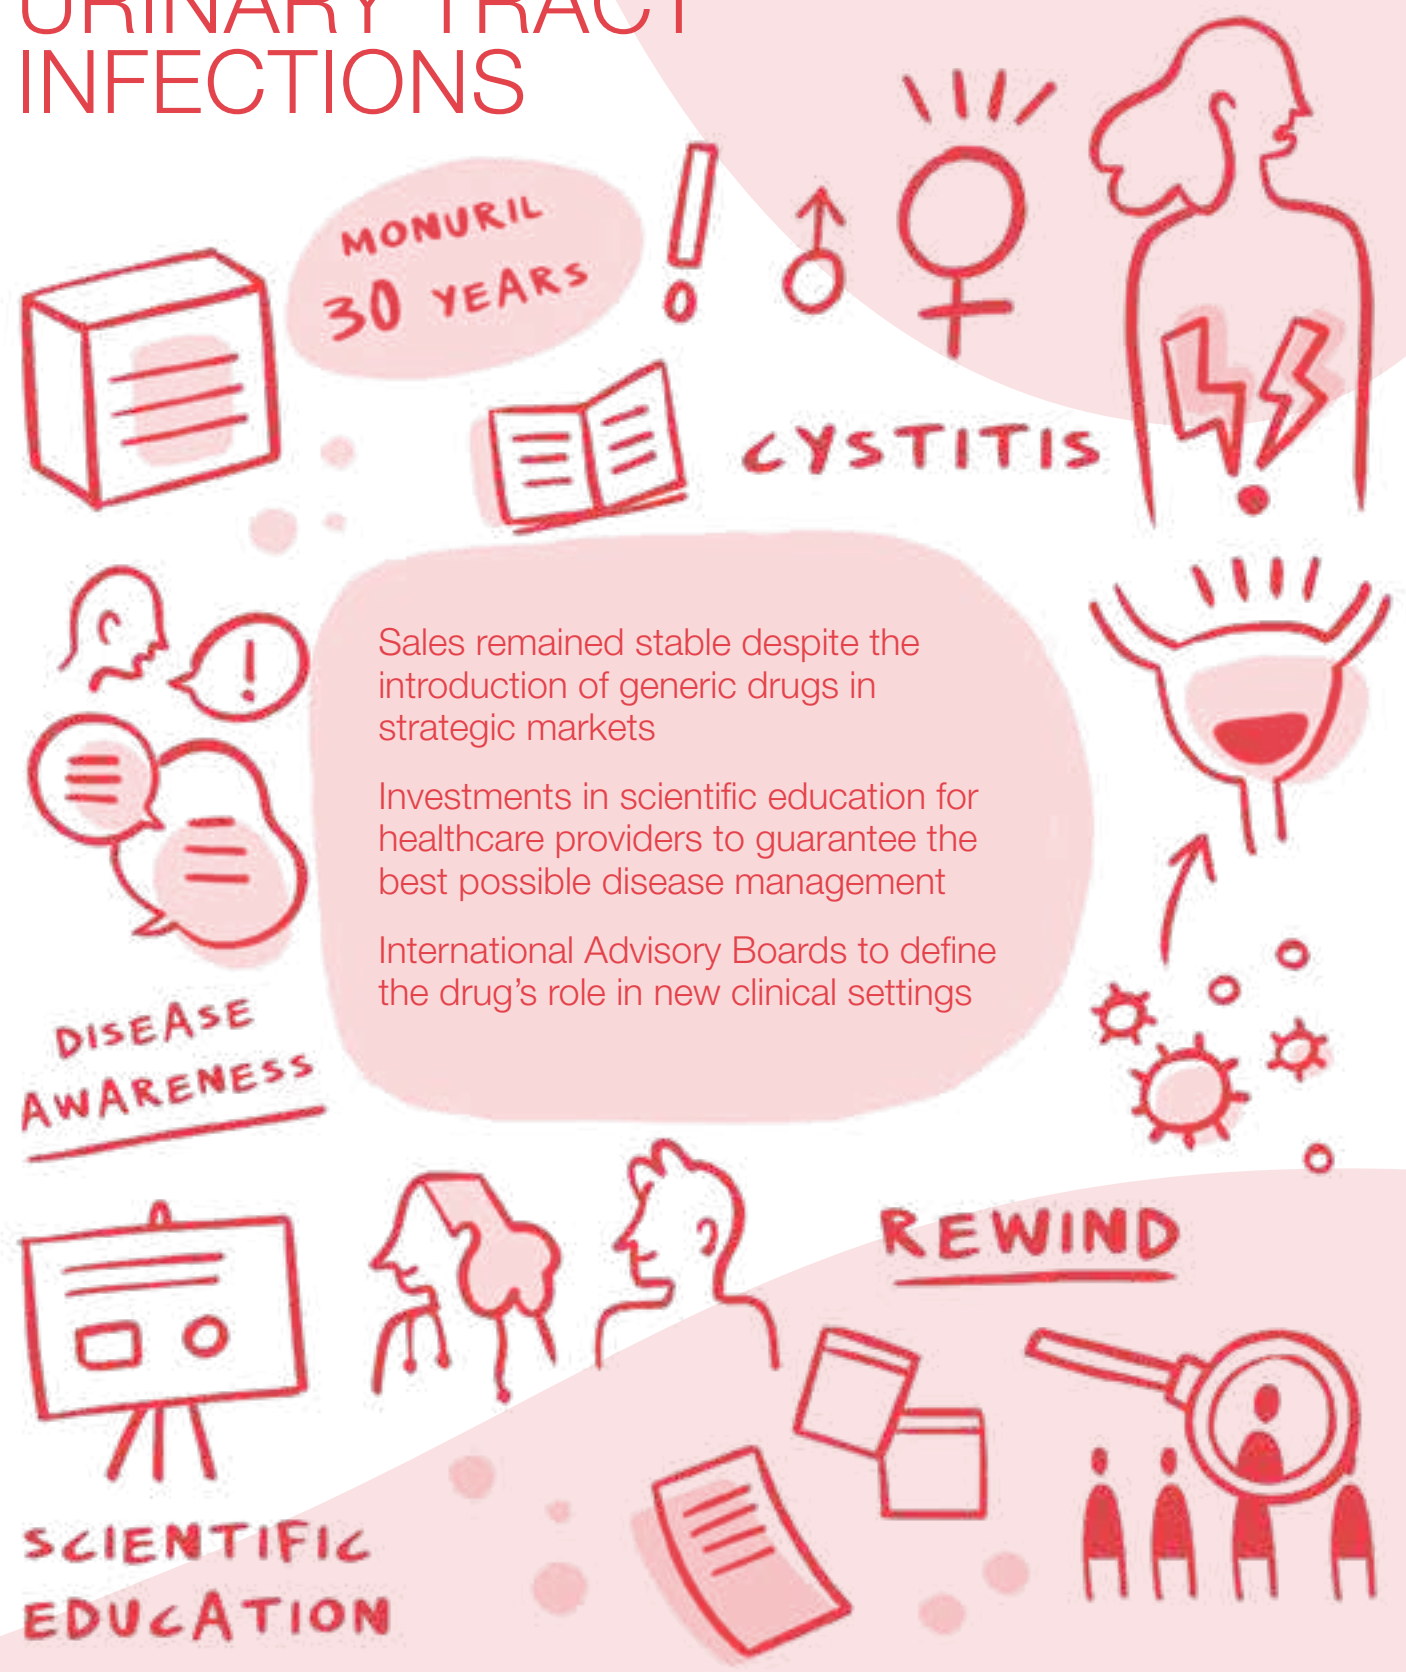 URINARY TRACT
INFECTIONS
MONURIL
30 YEARS
CYSTITIS
Sales remained stable despite the
introduction of generic drugs in
strategic markets
Investments in scientific education for
healthcare providers to guarantee the
best possible disease management
International Advisory Boards to define
the drug’s role in new clinical settings
DISEASE
AWARENESS
REWIND
SCIENTIFIC
EDUCATION